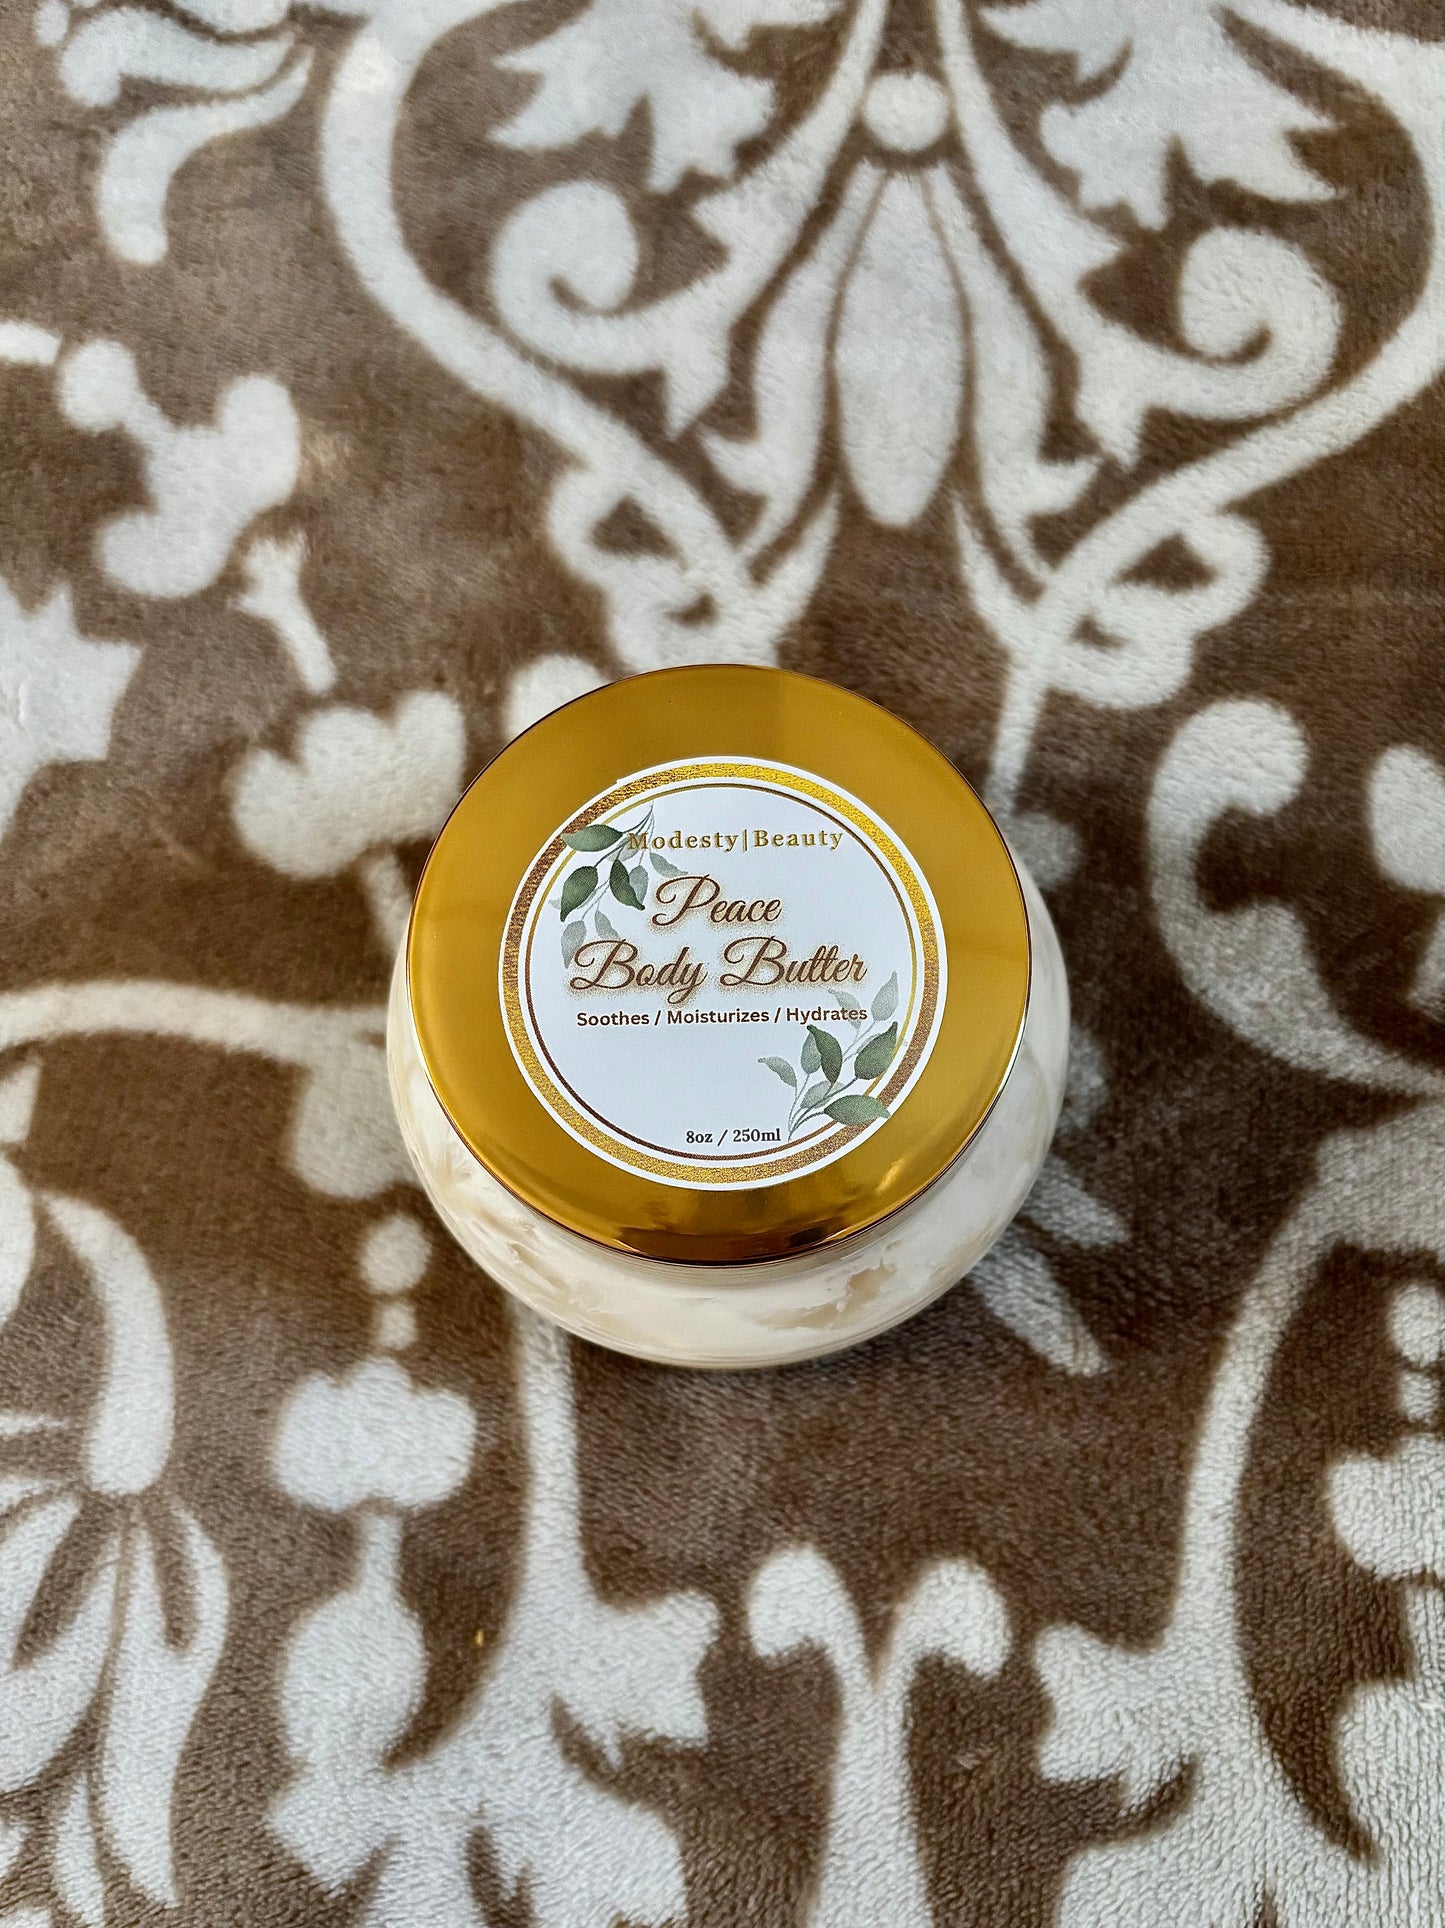 Modesty|Beauty
Peace
Body Butter
Soothes / Moisturizes / Hydrates
8oz / 250ml